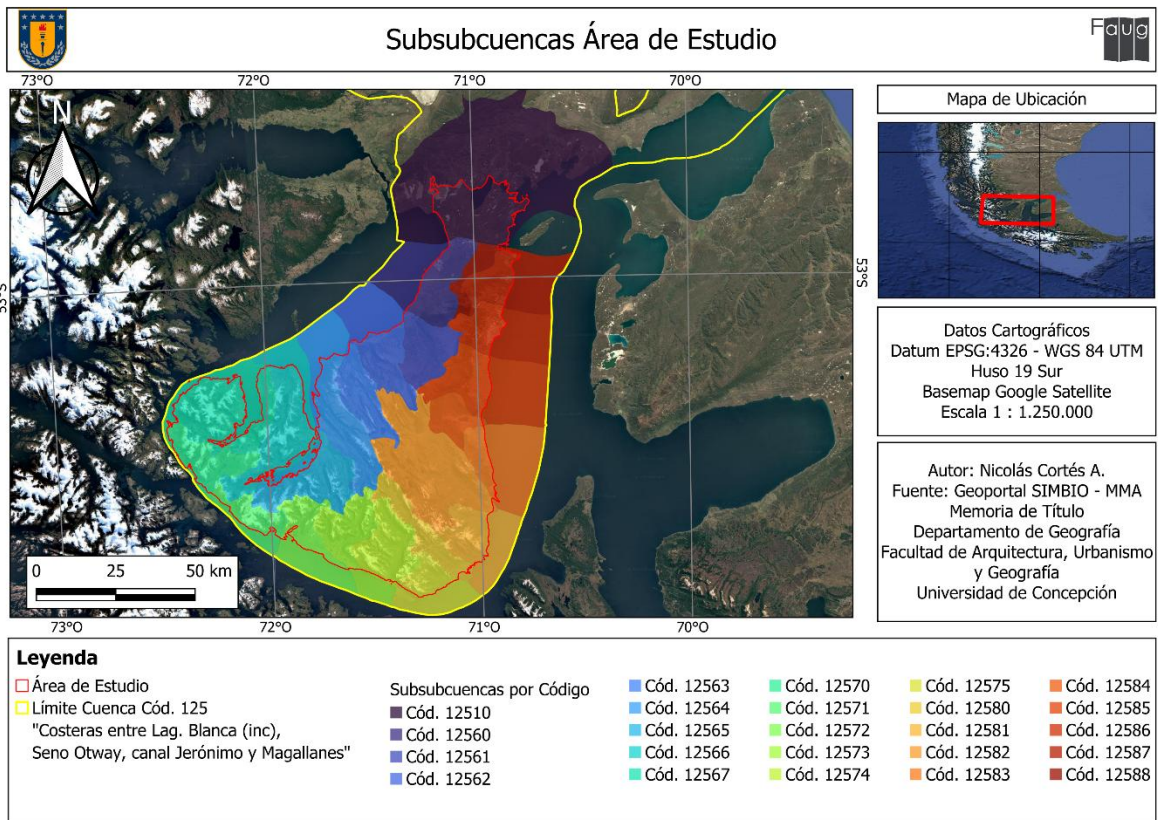 Subsubcuencas Área de Estudio
Faug
73°O
72°O
71°O
70°O
N
53°S
53°S
0 25 50 km
73°O
72°O
71°O
70°O
Mapa de Ubicación
Datos Cartográficos
Datum EPSG:4326 - WGS 84 UTM
Huso 19 Sur
Basemap Google Satellite
Escala 1 : 1.250.000
Autor: Nicolás Cortés A.
Fuente: Geoportal SIMBIO - MMA
Memoria de Título
Departamento de Geografía
Facultad de Arquitectura, Urbanismo
y Geografía
Universidad de Concepción
Leyenda
Área de Estudio
Límite Cuenca Cód. 125
"Costeras entre Lag. Blanca (inc),
Seno Otway, canal Jerónimo y Magallanes"
Subsubcuencas por Código
Cód. 12510
Cód. 12560
Cód. 12561
Cód. 12562
Cód. 12563
Cód. 12564
Cód. 12565
Cód. 12566
Cód. 12567
Cód. 12570
Cód. 12571
Cód. 12572
Cód. 12573
Cód. 12574
Cód. 12575
Cód. 12580
Cód. 12581
Cód. 12582
Cód. 12583
Cód. 12584
Cód. 12585
Cód. 12586
Cód. 12587
Cód. 12588